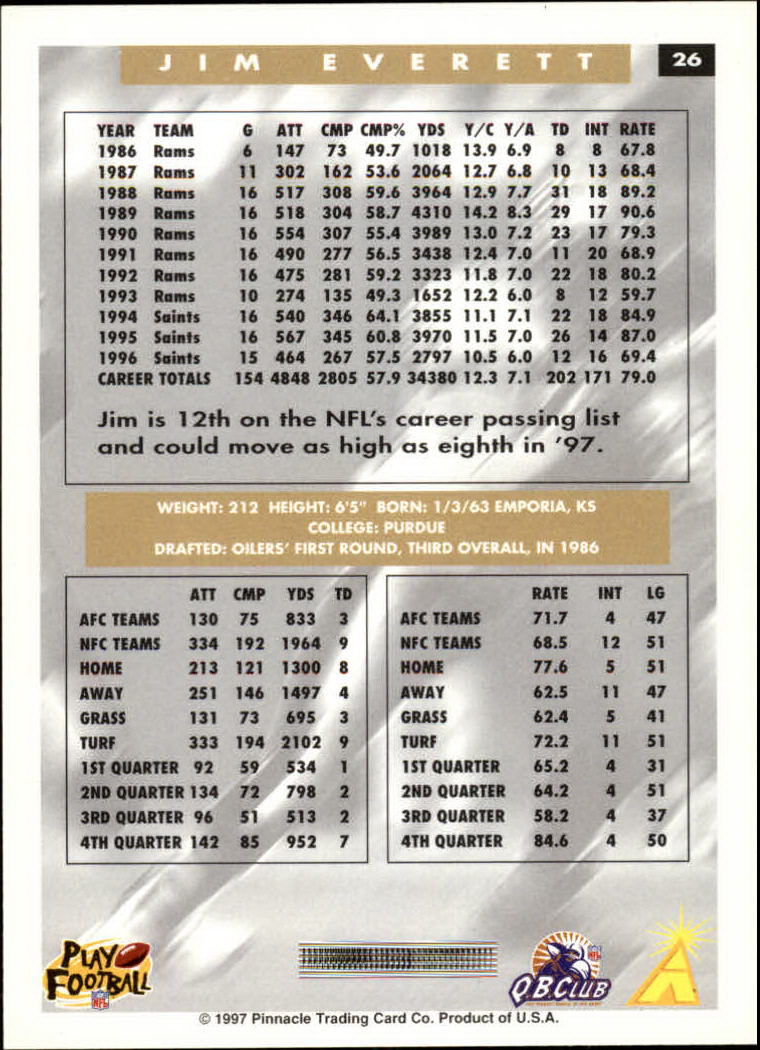 JIM EVERETT
26
YEAR TEAM G ATT CMP CMP% YDS Y/C Y/A TD INT RATE
1986 Rams 6 147 73 49.7 1018 13.9 6.9 8 8 67.8
1987 Rams 11 302 162 53.6 2064 12.7 6.8 10 13 68.4
1988 Rams 16 517 308 59.6 3964 12.9 7.7 31 18 89.2
1989 Rams 16 518 304 58.7 4310 14.2 8.3 29 17 90.6
1990 Rams 16 554 307 55.4 3989 13.0 7.2 23 17 79.3
1991 Rams 16 490 277 56.5 3438 12.4 7.0 11 20 68.9
1992 Rams 16 475 281 59.2 3323 11.8 7.0 22 18 80.2
1993 Rams 10 274 135 49.3 1652 12.2 6.0 8 12 59.7
1994 Saints 16 540 346 64.1 3855 11.1 7.1 22 18 84.9
1995 Saints 16 567 345 60.8 3970 11.5 7.0 26 14 87.0
1996 Saints 15 464 267 57.5 2797 10.5 6.0 12 16 69.4
CAREER TOTALS 154 4848 2805 57.9 34380 12.3 7.1 202 171 79.0
Jim is 12th on the NFL's career passing list
and could move as high as eighth in '97.
WEIGHT: 212 HEIGHT: 6'5" BORN: 1/3/63 EMPORIA, KS
COLLEGE: PURDUE
DRAFTED: OILERS' FIRST ROUND, THIRD OVERALL, IN 1986
ATT CMP YDS TD
AFC TEAMS 130 75 833 3
NFC TEAMS 334 192 1964 9
HOME 213 121 1300 8
AWAY 251 146 1497 4
GRASS 131 73 695 3
TURF 333 194 2102 9
1ST QUARTER 92 59 534 1
2ND QUARTER 134 72 798 2
3RD QUARTER 96 51 513 2
4TH QUARTER 142 85 952 7
RATE INT LG
AFC TEAMS 71.7 4 47
NFC TEAMS 68.5 12 51
HOME 77.6 5 51
AWAY 62.5 11 47
GRASS 62.4 5 41
TURF 72.2 11 51
1ST QUARTER 65.2 4 31
2ND QUARTER 64.2 4 51
3RD QUARTER 58.2 4 37
4TH QUARTER 84.6 4 50
PLAY
FOOTBALL
NFL
NFL
QB CLUB
© 1997 Pinnacle Trading Card Co. Product of U.S.A.